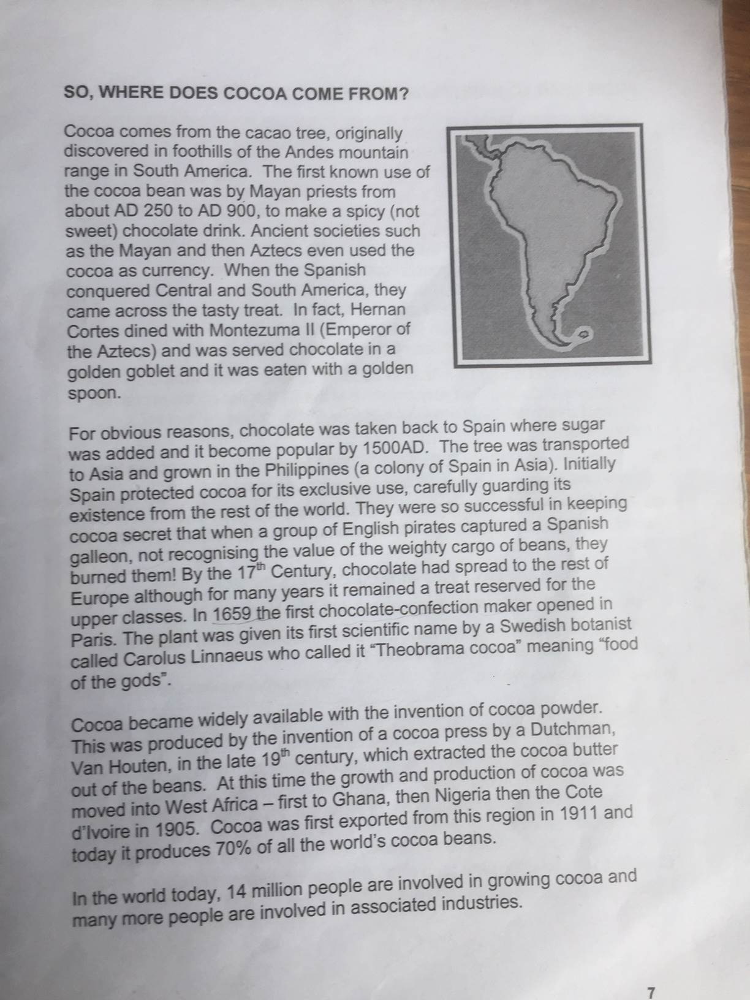 SO, WHERE DOES COCOA COME FROM?
Cocoa comes from the cacao tree, originally
discovered in foothills of the Andes mountain
range in South America. The first known use of
the cocoa bean was by Mayan priests from
about AD 250 to AD 900, to make a spicy (not
sweet) chocolate drink. Ancient societies such
as the Mayan and then Aztecs even used the
cocoa as currency. When the Spanish
conquered Central and South America, they
came across the tasty treat. In fact, Hernan
Cortes dined with Montezuma II (Emperor of
the Aztecs) and was served chocolate in a
golden goblet and it was eaten with a golden
spoon.
For obvious reasons, chocolate was taken back to Spain where sugar
was added and it become popular by 1500AD. The tree was transported
to Asia and grown in the Philippines (a colony of Spain in Asia). Initially
Spain protected cocoa for its exclusive use, carefully guarding its
existence from the rest of the world. They were so successful in keeping
cocoa secret that when a group of English pirates captured a Spanish
galleon, not recognising the value of the weighty cargo of beans, they
burned them! By the 17th Century, chocolate had spread to the rest of
Europe although for many years it remained a treat reserved for the
upper classes. In 1659 the first chocolate-confection maker opened in
Paris. The plant was given its first scientific name by a Swedish botanist
called Carolus Linnaeus who called it “Theobrama cocoa” meaning “food
of the gods”.
Cocoa became widely available with the invention of cocoa powder.
This was produced by the invention of a cocoa press by a Dutchman,
Van Houten, in the late 19th century, which extracted the cocoa butter
out of the beans. At this time the growth and production of cocoa was
moved into West Africa – first to Ghana, then Nigeria then the Cote
d’Ivoire in 1905. Cocoa was first exported from this region in 1911 and
today it produces 70% of all the world’s cocoa beans.
In the world today, 14 million people are involved in growing cocoa and
many more people are involved in associated industries.
7